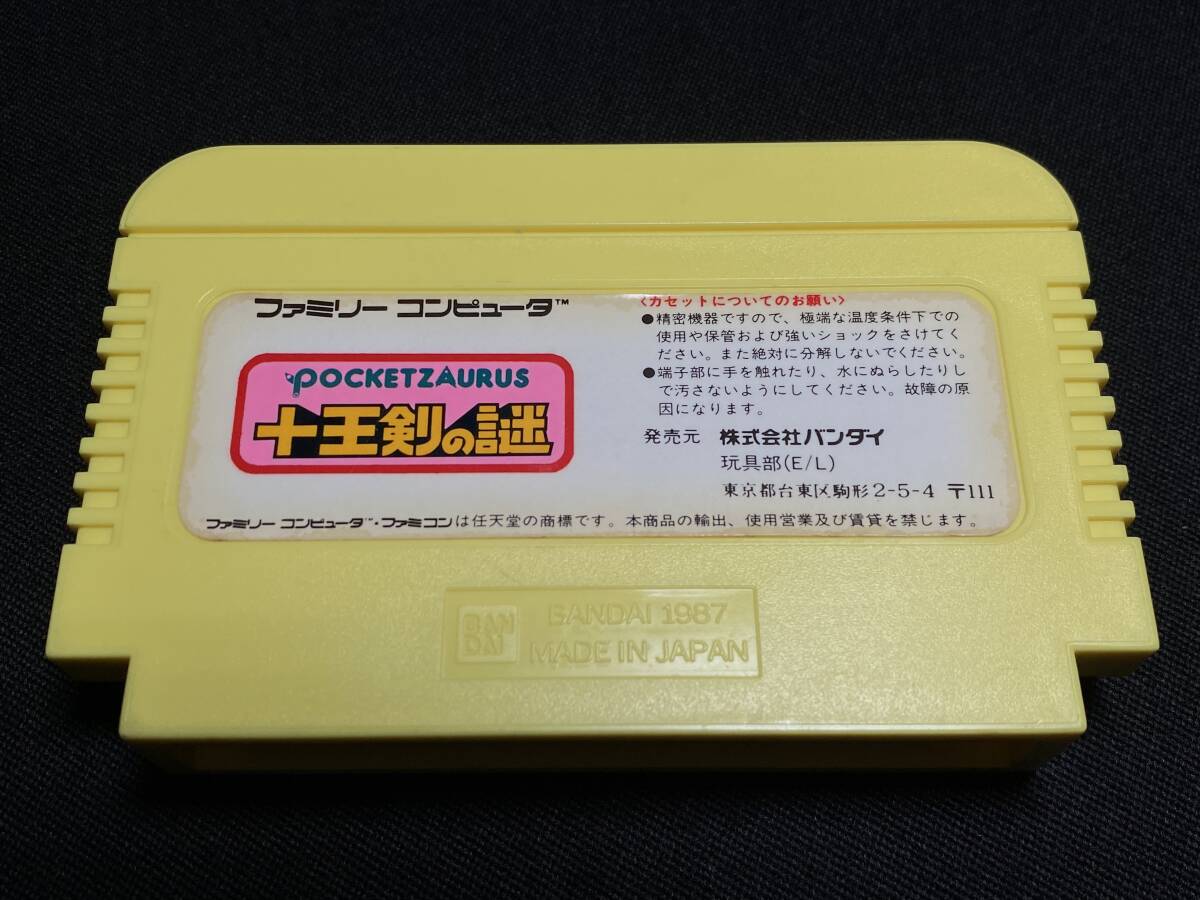 ファミリー コンピュータ™
POCKETZAURUS
十王剣の謎
<カセットについてのお願い>
●精密機器ですので、極端な温度条件下での
使用や保管および強いショックをさけてく
ださい。また絶対に分解しないでください。
●端子部に手を触れたり、水にぬらしたりし
で汚さないようにしてください。故障の原
因になります。
発売元 株式会社バンダイ
玩具部(E/L)
東京都台東区駒形2-5-4 〒111
ファミリー コンピュータ™・ファミコンは任天堂の商標です。本商品の輸出、使用営業及び賃貸を禁じます。
BAN
DAI
BANDAI 1987
MADE IN JAPAN